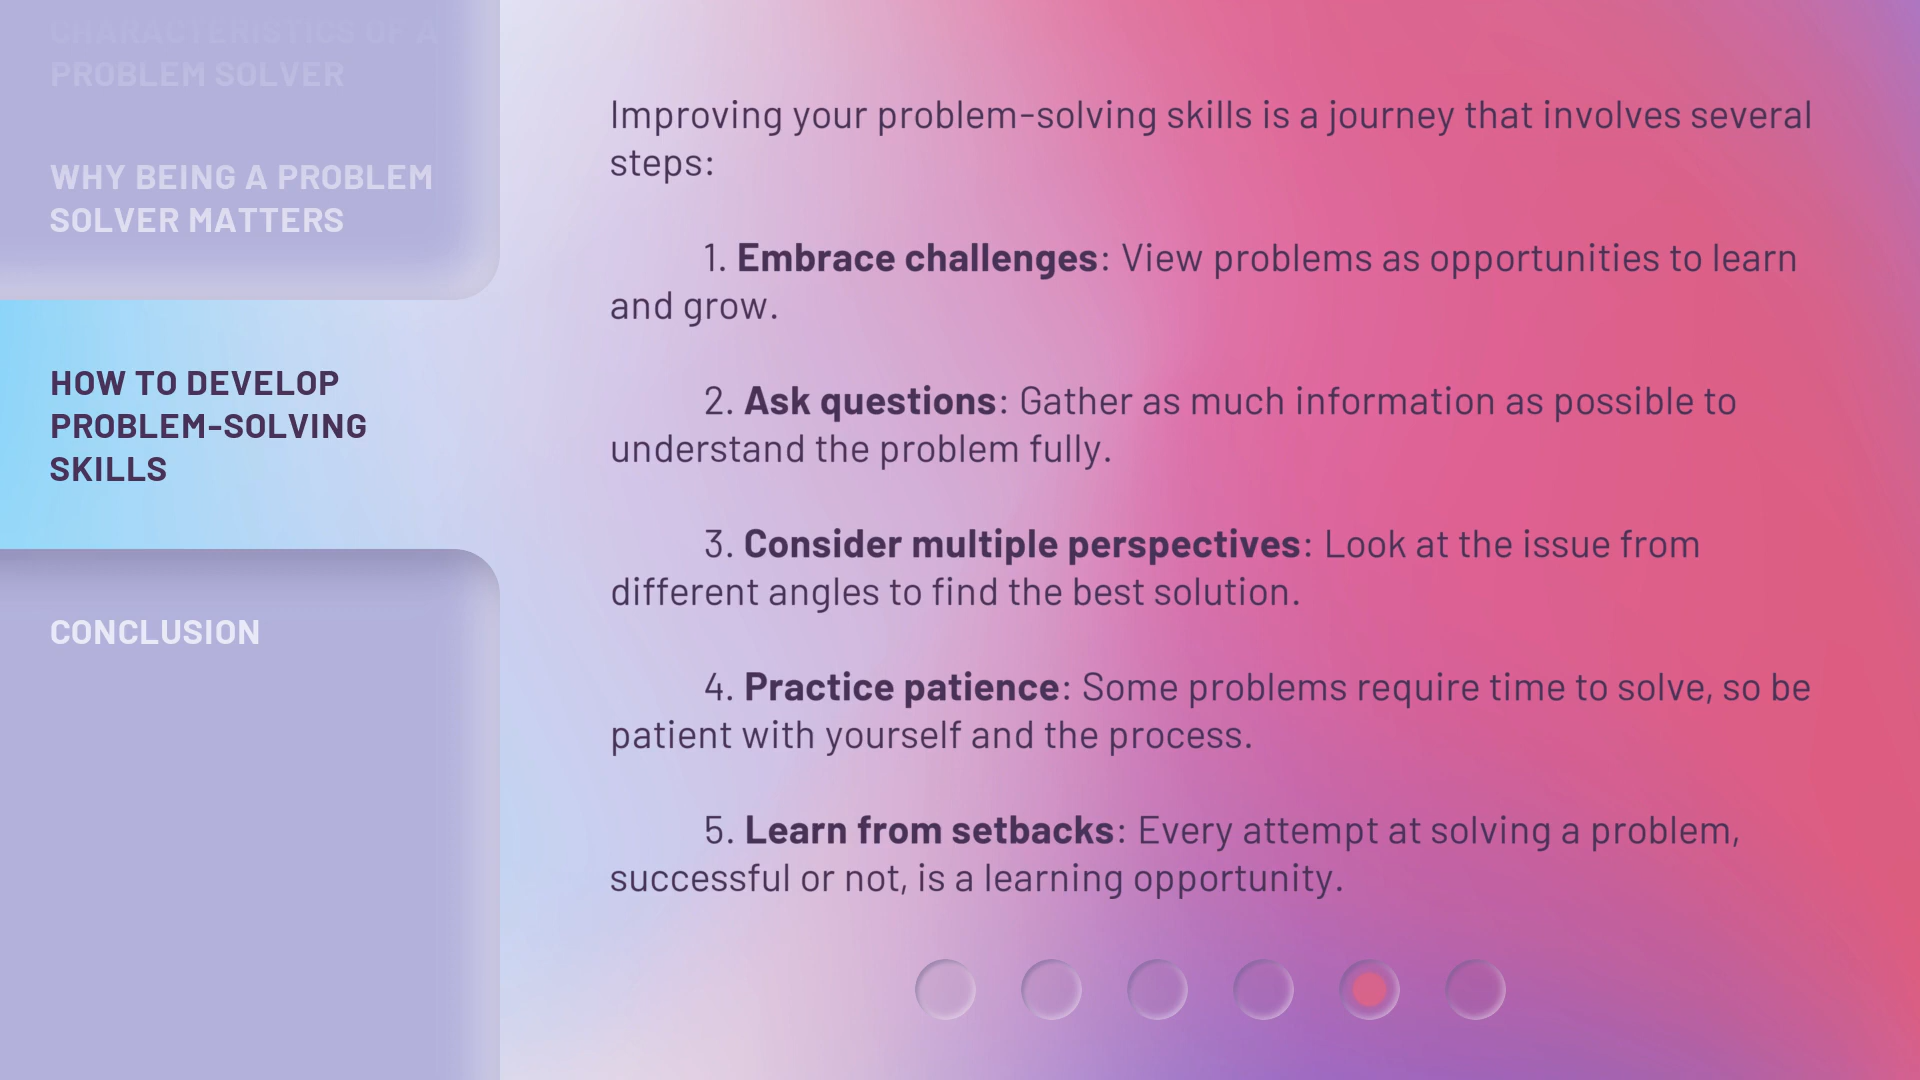 CHARACTERISTICS OF A
PROBLEM SOLVER
WHY BEING A PROBLEM
SOLVER MATTERS
HOW TO DEVELOP
PROBLEM-SOLVING
SKILLS
CONCLUSION
Improving your problem-solving skills is a journey that involves several
steps:
1. Embrace challenges: View problems as opportunities to learn
and grow.
2. Ask questions: Gather as much information as possible to
understand the problem fully.
3. Consider multiple perspectives: Look at the issue from
different angles to find the best solution.
4. Practice patience: Some problems require time to solve, so be
patient with yourself and the process.
5. Learn from setbacks: Every attempt at solving a problem,
successful or not, is a learning opportunity.